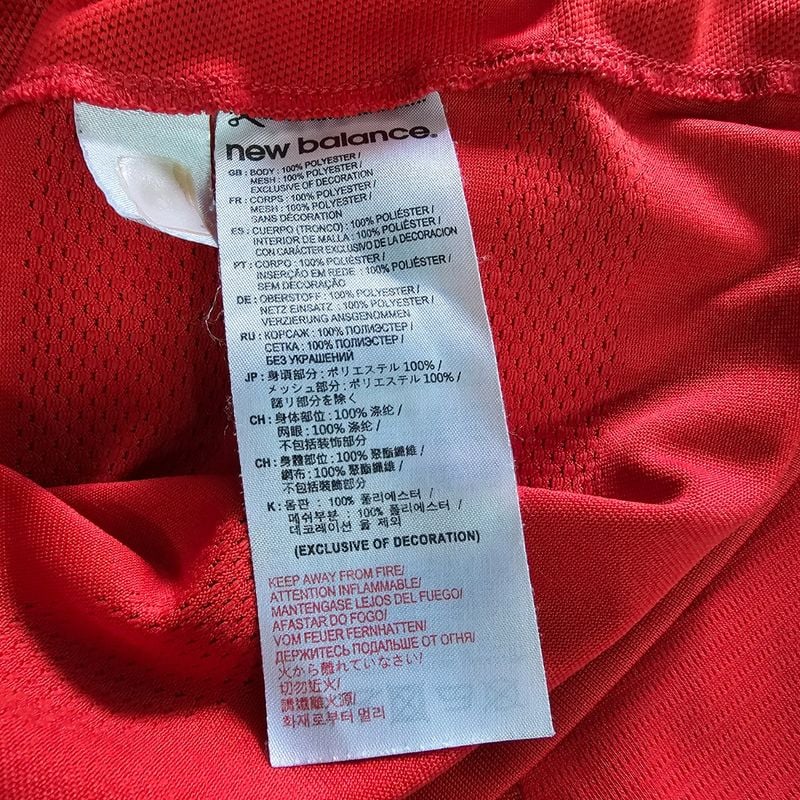 new balance.
GB : BODY : 100% POLYESTER /
MESH : 100% POLYESTER /
EXCLUSIVE OF DECORATION
FR : CORPS : 100% POLYESTER /
MESH : 100% POLYESTER /
SANS DÉCORATION
ES : CUERPO (TRONCO) : 100% POLIÉSTER /
INTERIOR DE MALLA : 100% POLIÉSTER /
CON CARÁCTER EXCLUSIVO DE LA DECORACION
PT : CORPO : 100% POLIÉSTER /
INSERÇÃO EM REDE : 100% POLIÉSTER /
SEM DECORAÇÃO
DE : OBERSTOFF : 100% POLYESTER /
NETZ EINSATZ : 100% POLYESTER /
VERZIERUNG AUSGENOMMEN
RU : КОРСАЖ : 100% ПОЛИЭСТЕР /
СЕТКА : 100% ПОЛИЭСТЕР /
БЕЗ УКРАШЕНИЙ
JP : 身頃部分 : ポリエステル 100% /
メッシュ部分 : ポリエステル 100% /
誂り部分を除く
CH : 身体部位 : 100% 涤纶 /
网眼 : 100% 涤纶 /
不包括装饰部分
CH : 身體部位 : 100% 聚酯纖維 /
網布 : 100% 聚酯纖維 /
不包括裝飾部分
K : 몸판 : 100% 폴리에스터 /
메쉬부분 : 100% 폴리에스터 /
데코레이션 을 제외
(EXCLUSIVE OF DECORATION)
KEEP AWAY FROM FIRE/
ATTENTION INFLAMMABLE/
MANTENGASE LEJOS DEL FUEGO/
AFASTAR DO FOGO/
VOM FEUER FERNHATTEN/
ДЕРЖИТЕСЬ ПОДАЛЬШЕ ОТ ОГНЯ/
火から離れていなさい/
切勿近火/
請遠離火源/
화재로부터 멀리